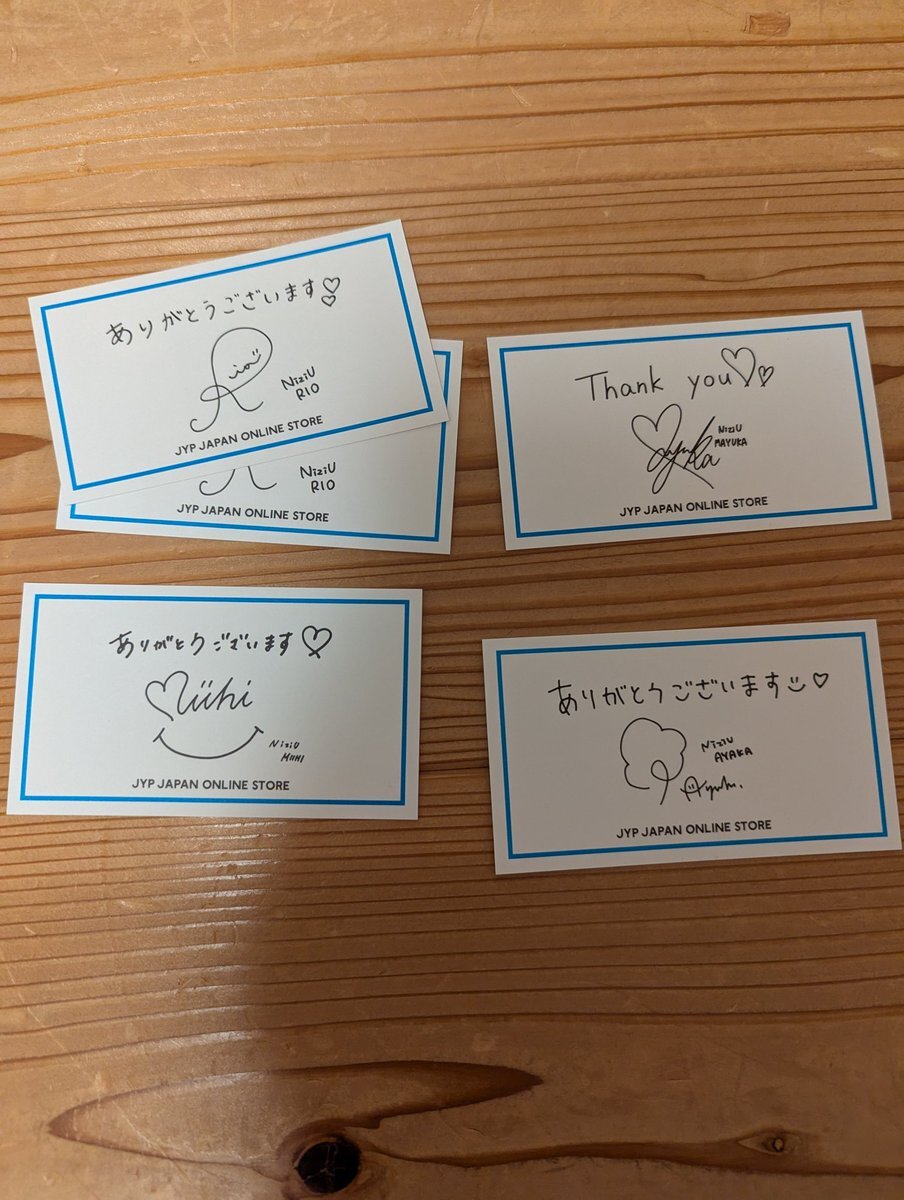 ありがとうございます♡♡
Rio
NiziU
RIO
JYP JAPAN ONLINE STORE
NiziU
RIO
JYP JAPAN ONLINE STORE
Thank you♡♡
Mayuka
NiziU
MAYUKA
JYP JAPAN ONLINE STORE
ありがとうございます♡
Miihi
NiziU
MIIHI
JYP JAPAN ONLINE STORE
ありがとうございます♡
NiziU
AYAKA
JYP JAPAN ONLINE STORE